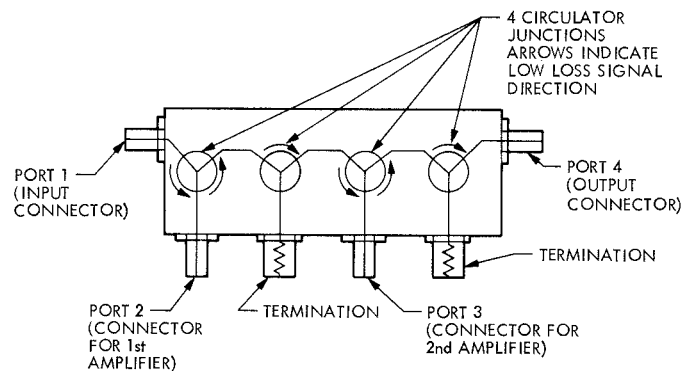 4 CIRCULATOR
JUNCTIONS
ARROWS INDICATE
LOW LOSS SIGNAL
DIRECTION
PORT 1
(INPUT
CONNECTOR)
PORT 4
(OUTPUT
CONNECTOR)
TERMINATION
PORT 2
(CONNECTOR
FOR 1st
AMPLIFIER)
TERMINATION
PORT 3
(CONNECTOR FOR
2nd AMPLIFIER)